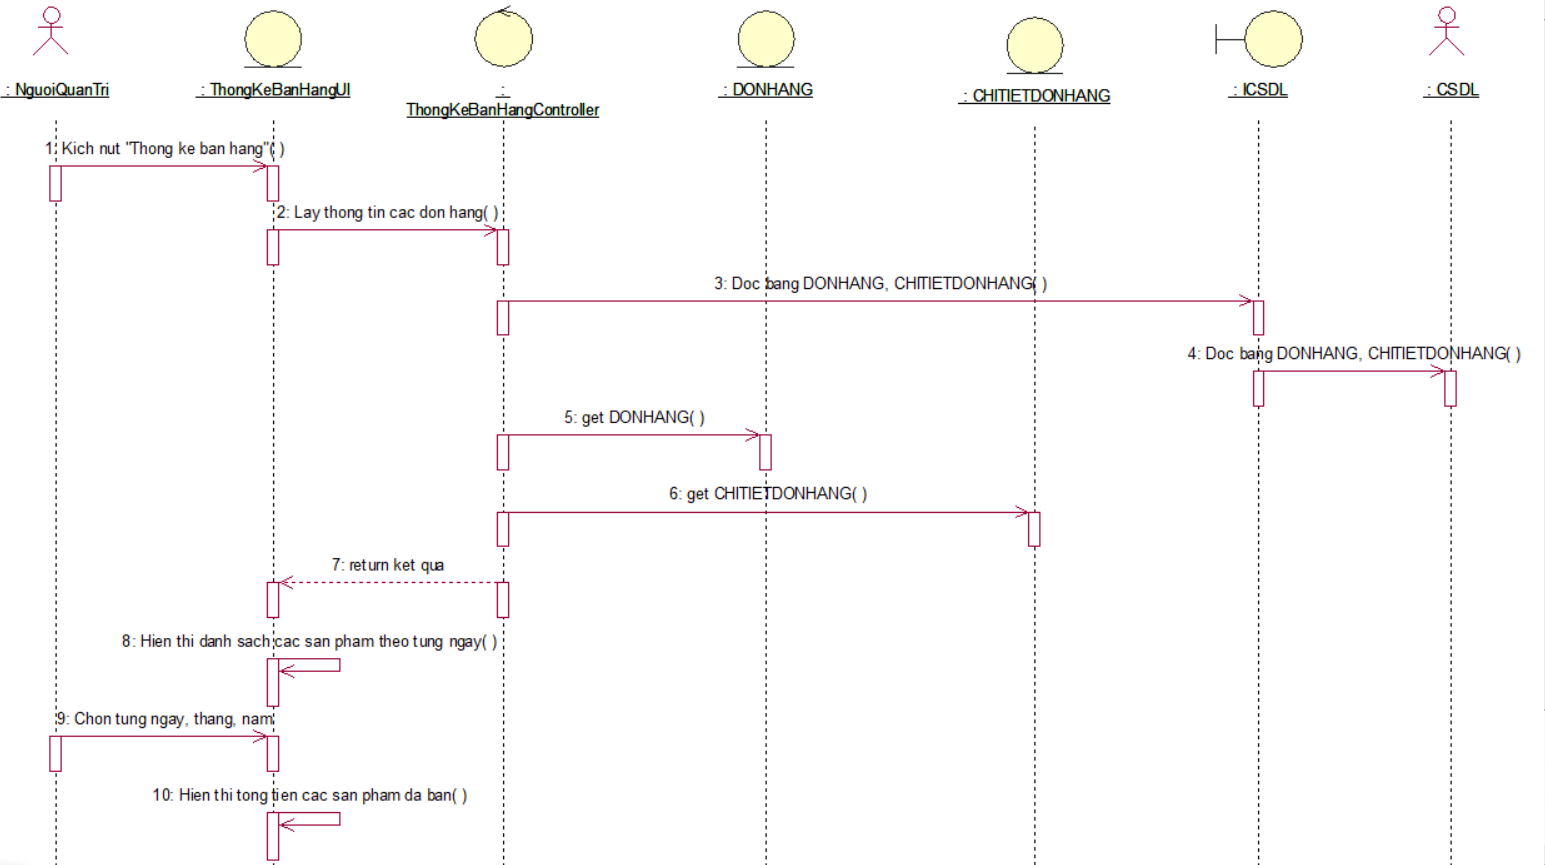 : NguoiQuanTri
: ThongKeBanHangUI
:
ThongKeBanHangController
: DONHANG
: CHITIETDONHANG
: ICSDL
: CSDL
1: Kich nut "Thong ke ban hang"( )
2: Lay thong tin cac don hang( )
3: Doc bang DONHANG, CHITIETDONHANG( )
4: Doc bang DONHANG, CHITIETDONHANG( )
5: get DONHANG( )
6: get CHITIETDONHANG( )
7: return ket qua
8: Hien thi danh sach cac san pham theo tung ngay( )
9: Chon tung ngay, thang, nam
10: Hien thi tong tien cac san pham da ban( )